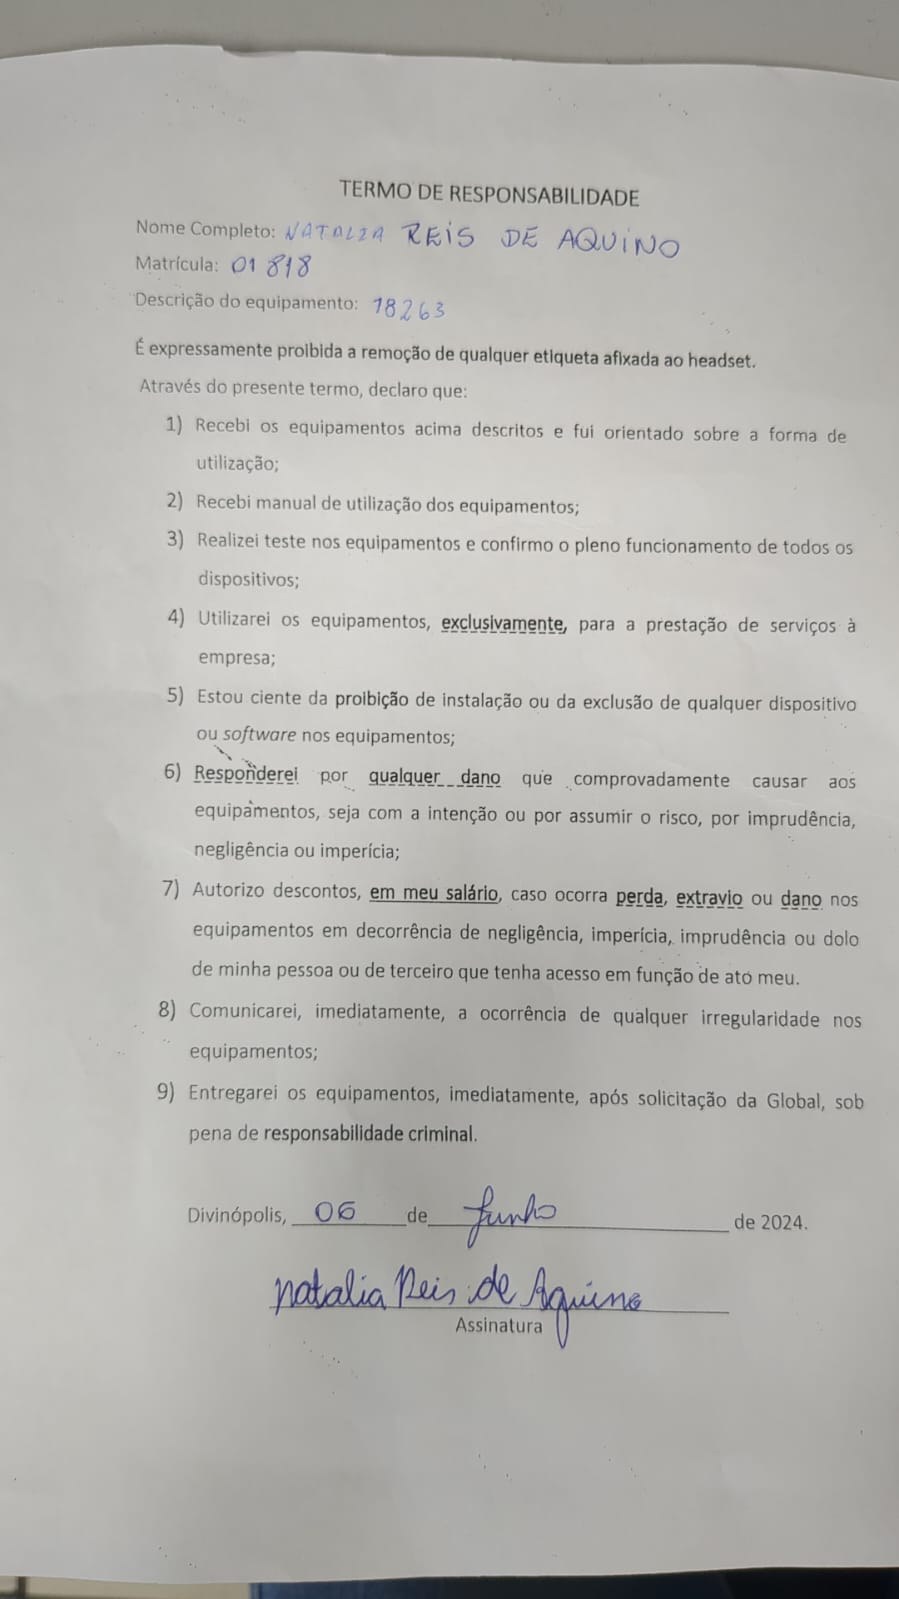 TERMO DE RESPONSABILIDADE
Nome Completo: NATALIA REIS DE AQUINO
Matrícula: 01818
Descrição do equipamento: 18263
É expressamente proibida a remoção de qualquer etiqueta afixada ao headset.
Através do presente termo, declaro que:
1) Recebi os equipamentos acima descritos e fui orientado sobre a forma de
utilização;
2) Recebi manual de utilização dos equipamentos;
3) Realizei teste nos equipamentos e confirmo o pleno funcionamento de todos os
dispositivos;
4) Utilizarei os equipamentos, exclusivamente, para a prestação de serviços à
empresa;
5) Estou ciente da proibição de instalação ou da exclusão de qualquer dispositivo
ou software nos equipamentos;
6) Responderei por qualquer dano que comprovadamente causar aos
equipamentos, seja com a intenção ou por assumir o risco, por imprudência,
negligência ou imperícia;
7) Autorizo descontos, em meu salário, caso ocorra perda, extravio ou dano nos
equipamentos em decorrência de negligência, imperícia, imprudência ou dolo
de minha pessoa ou de terceiro que tenha acesso em função de ato meu.
8) Comunicarei, imediatamente, a ocorrência de qualquer irregularidade nos
equipamentos;
9) Entregarei os equipamentos, imediatamente, após solicitação da Global, sob
pena de responsabilidade criminal.
Divinópolis, 06 de Junho de 2024.
Natalia Reis de Aquino
Assinatura